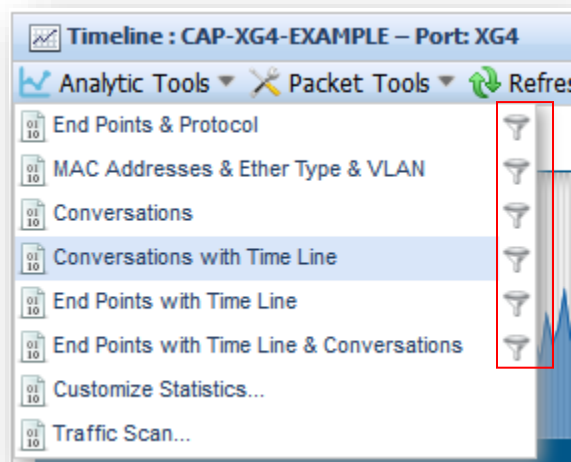 Timeline : CAP-XG4-EXAMPLE – Port: XG4
Analytic Tools Packet Tools Refres
End Points & Protocol
MAC Addresses & Ether Type & VLAN
Conversations
Conversations with Time Line
End Points with Time Line
End Points with Time Line & Conversations
Customize Statistics...
Traffic Scan...